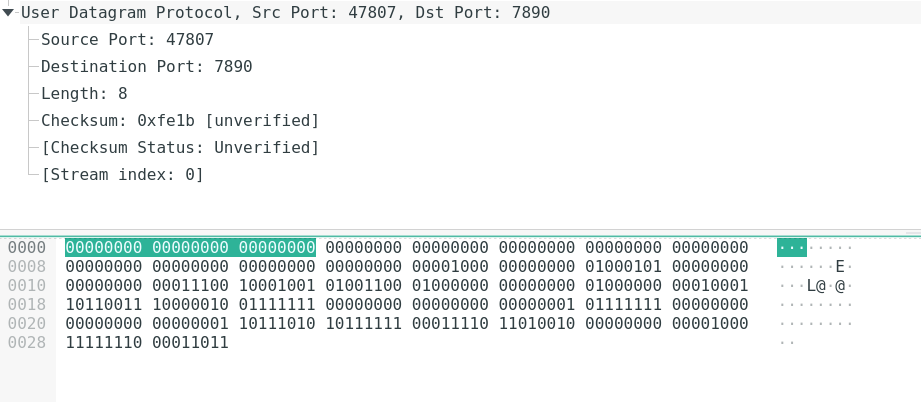 User Datagram Protocol, Src Port: 47807, Dst Port: 7890
Source Port: 47807
Destination Port: 7890
Length: 8
Checksum: 0xfe1b [unverified]
[Checksum Status: Unverified]
[Stream index: 0]
0000 00000000 00000000 00000000 00000000 00000000 00000000 00000000 00000000 ········
0008 00000000 00000000 00000000 00000000 00001000 00000000 01000101 00000000 ······E·
0010 00000000 00011100 10001001 01001100 01000000 00000000 01000000 00010001 ···L@·@·
0018 10110011 10000010 01111111 00000000 00000000 00000001 01111111 00000000 ········
0020 00000000 00000001 10111010 10111111 00011110 11010010 00000000 00001000 ········
0028 11111110 00011011 ··